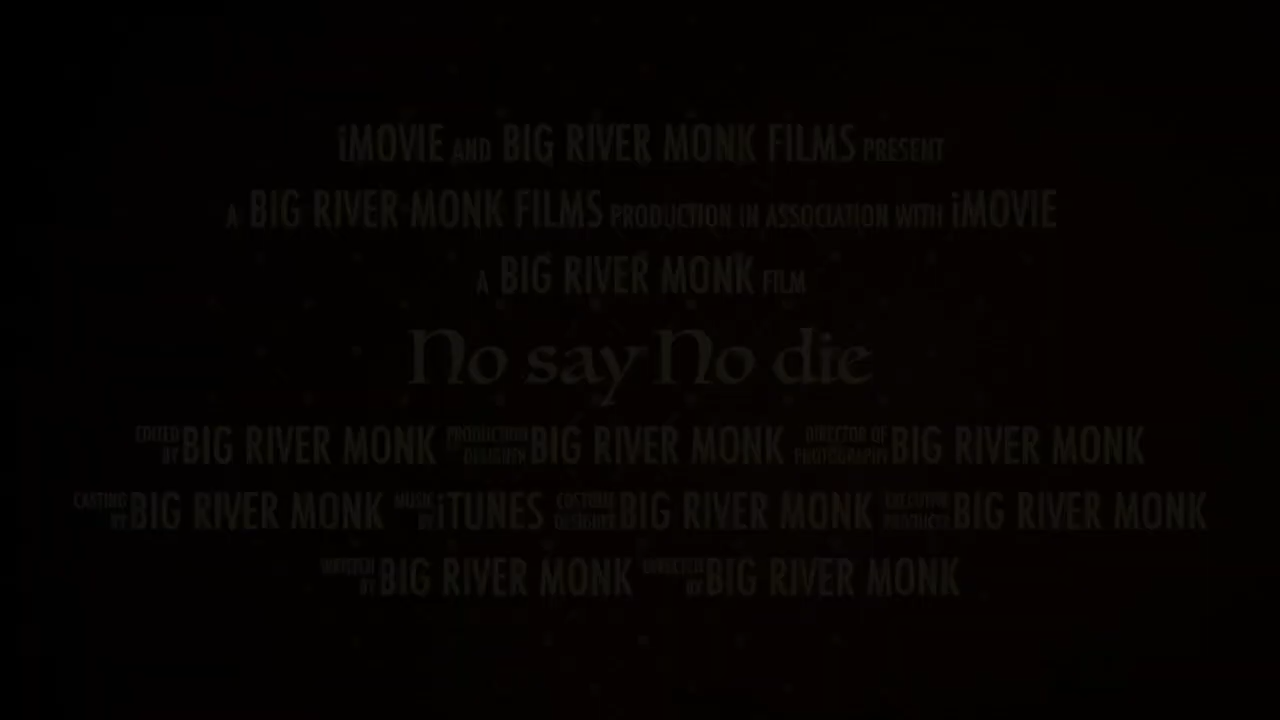 iMOVIE AND BIG RIVER MONK FILMS PRESENT
A BIG RIVER MONK FILMS PRODUCTION IN ASSOCIATION WITH iMOVIE
A BIG RIVER MONK FILM
No say No die
EDITED BY BIG RIVER MONK PRODUCTION DESIGNER BIG RIVER MONK DIRECTOR OF PHOTOGRAPHY BIG RIVER MONK
CASTING BY BIG RIVER MONK MUSIC BY iTUNES COSTUME DESIGNER BIG RIVER MONK EXECUTIVE PRODUCER BIG RIVER MONK
WRITTEN BY BIG RIVER MONK DIRECTED BY BIG RIVER MONK